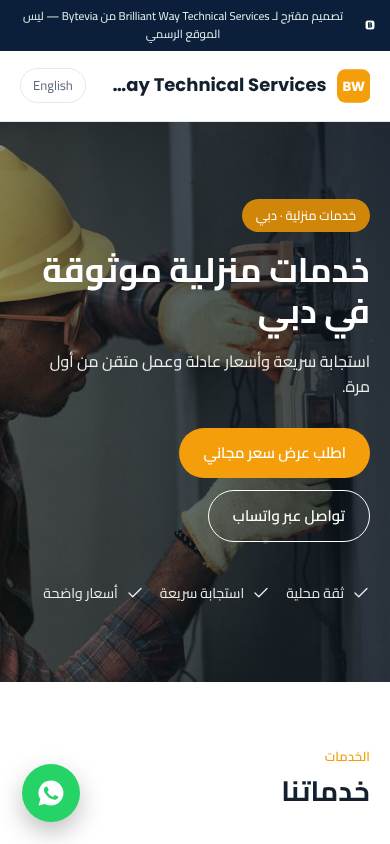 تصميم مقترح لـ Brilliant Way Technical Services من Bytevia — ليس
الموقع الرسمي
BW
...ay Technical Services
English
خدمات منزلية · دبي
خدمات منزلية موثوقة
في دبي
استجابة سريعة وأسعار عادلة وعمل متقن من أول
مرة.
اطلب عرض سعر مجاني
تواصل عبر واتساب
ثقة محلية
استجابة سريعة
أسعار واضحة
الخدمات
خدماتنا